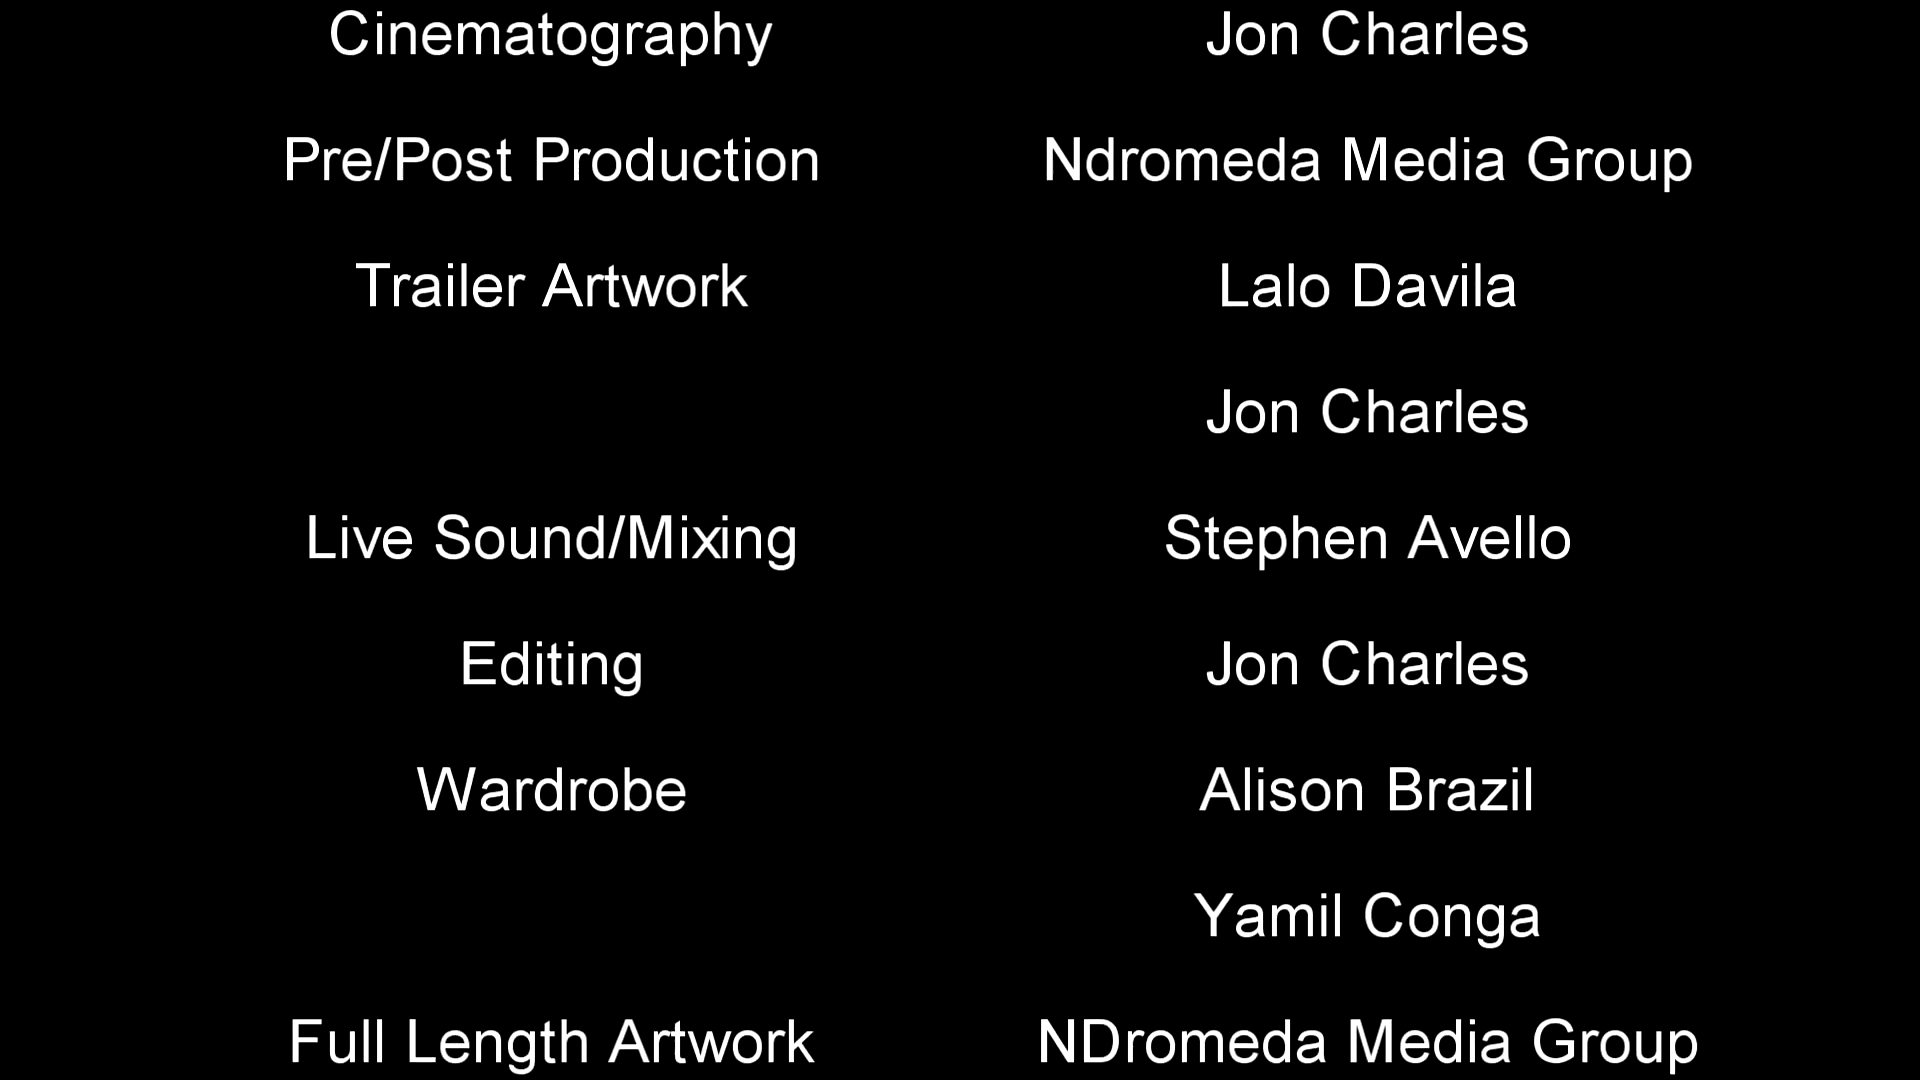 Cinematography Jon Charles
Pre/Post Production Ndromeda Media Group
Trailer Artwork Lalo Davila
Jon Charles
Live Sound/Mixing Stephen Avello
Editing Jon Charles
Wardrobe Alison Brazil
Yamil Conga
Full Length Artwork NDromeda Media Group